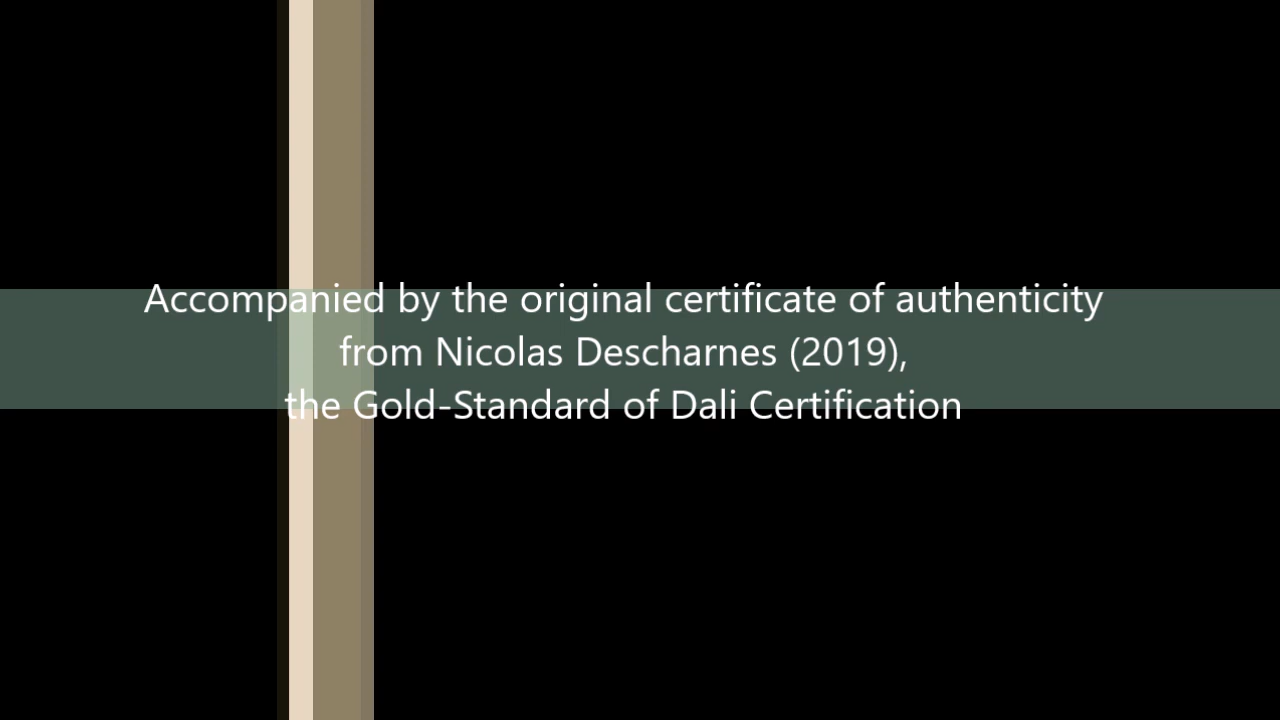 Accompanied by the original certificate of authenticity
from Nicolas Descharnes (2019),
the Gold-Standard of Dali Certification